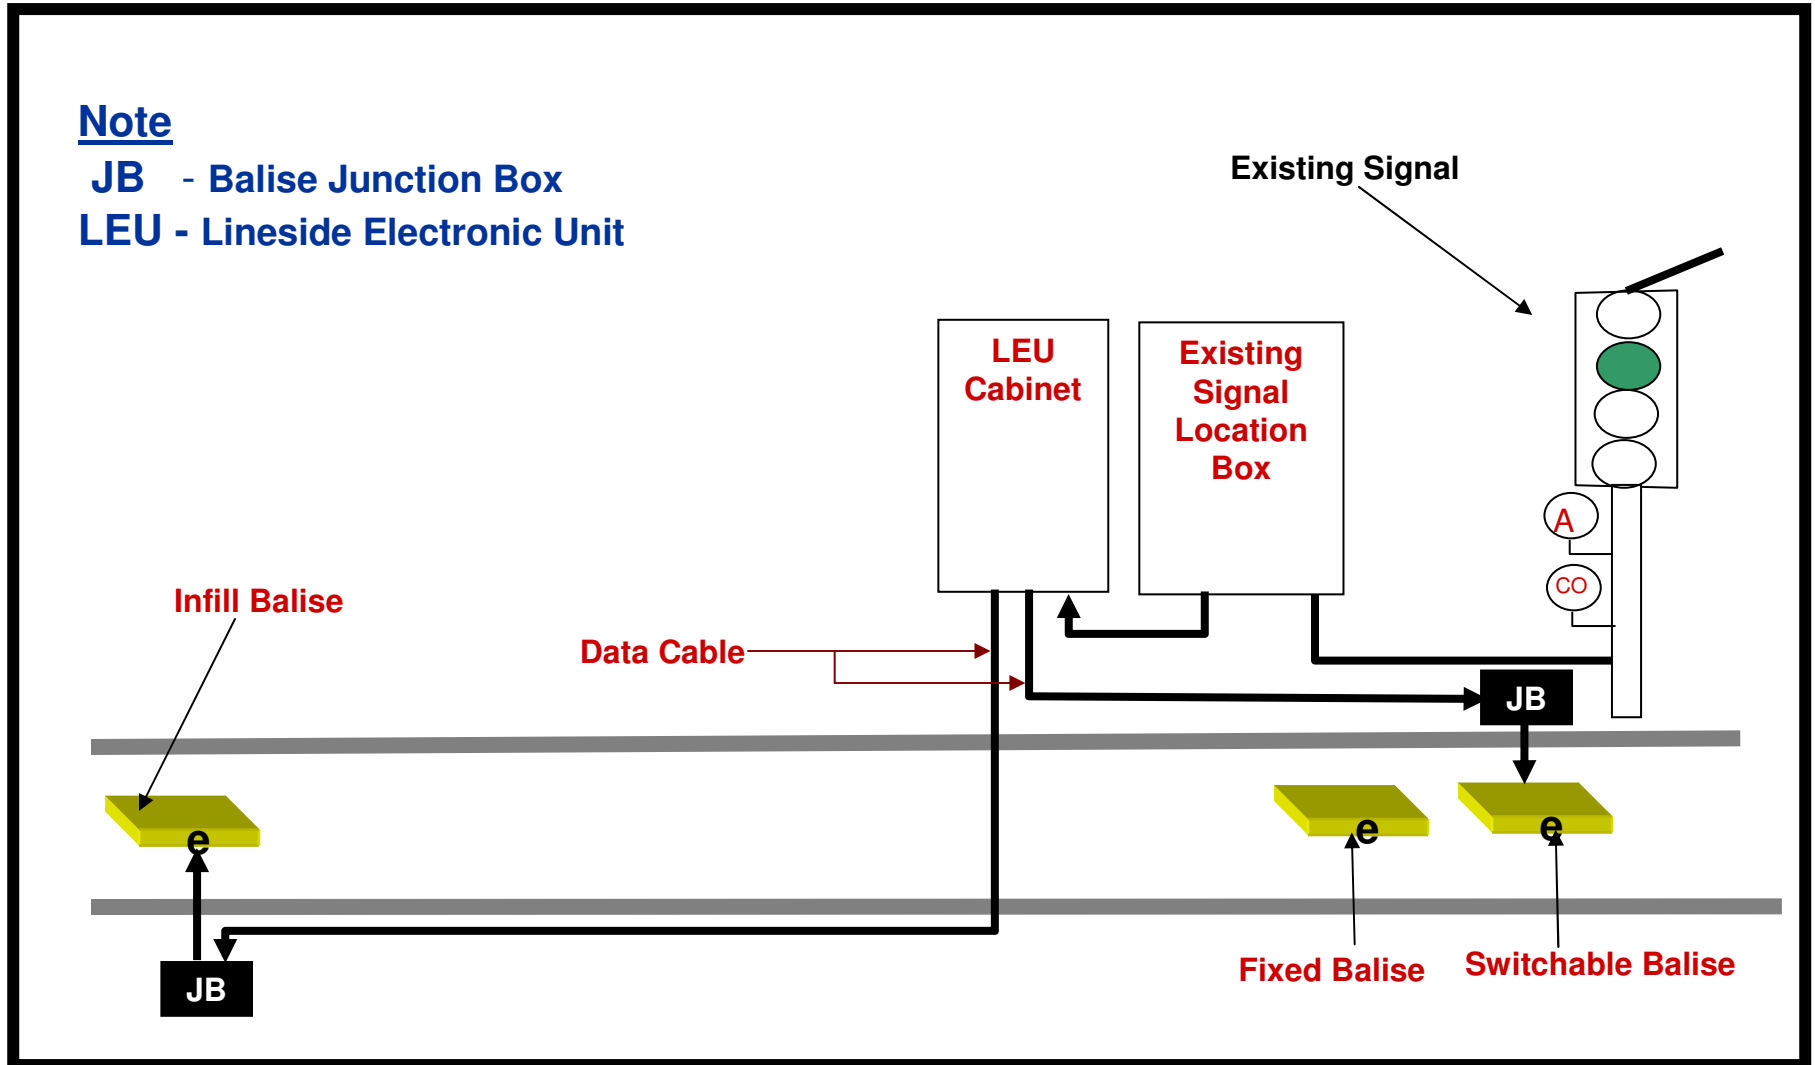 Note
JB - Balise Junction Box
LEU - Lineside Electronic Unit
Existing Signal
LEU
Cabinet
Existing
Signal
Location
Box
A
CO
Infill Balise
Data Cable
JB
e
e
e
Fixed Balise
Switchable Balise
JB